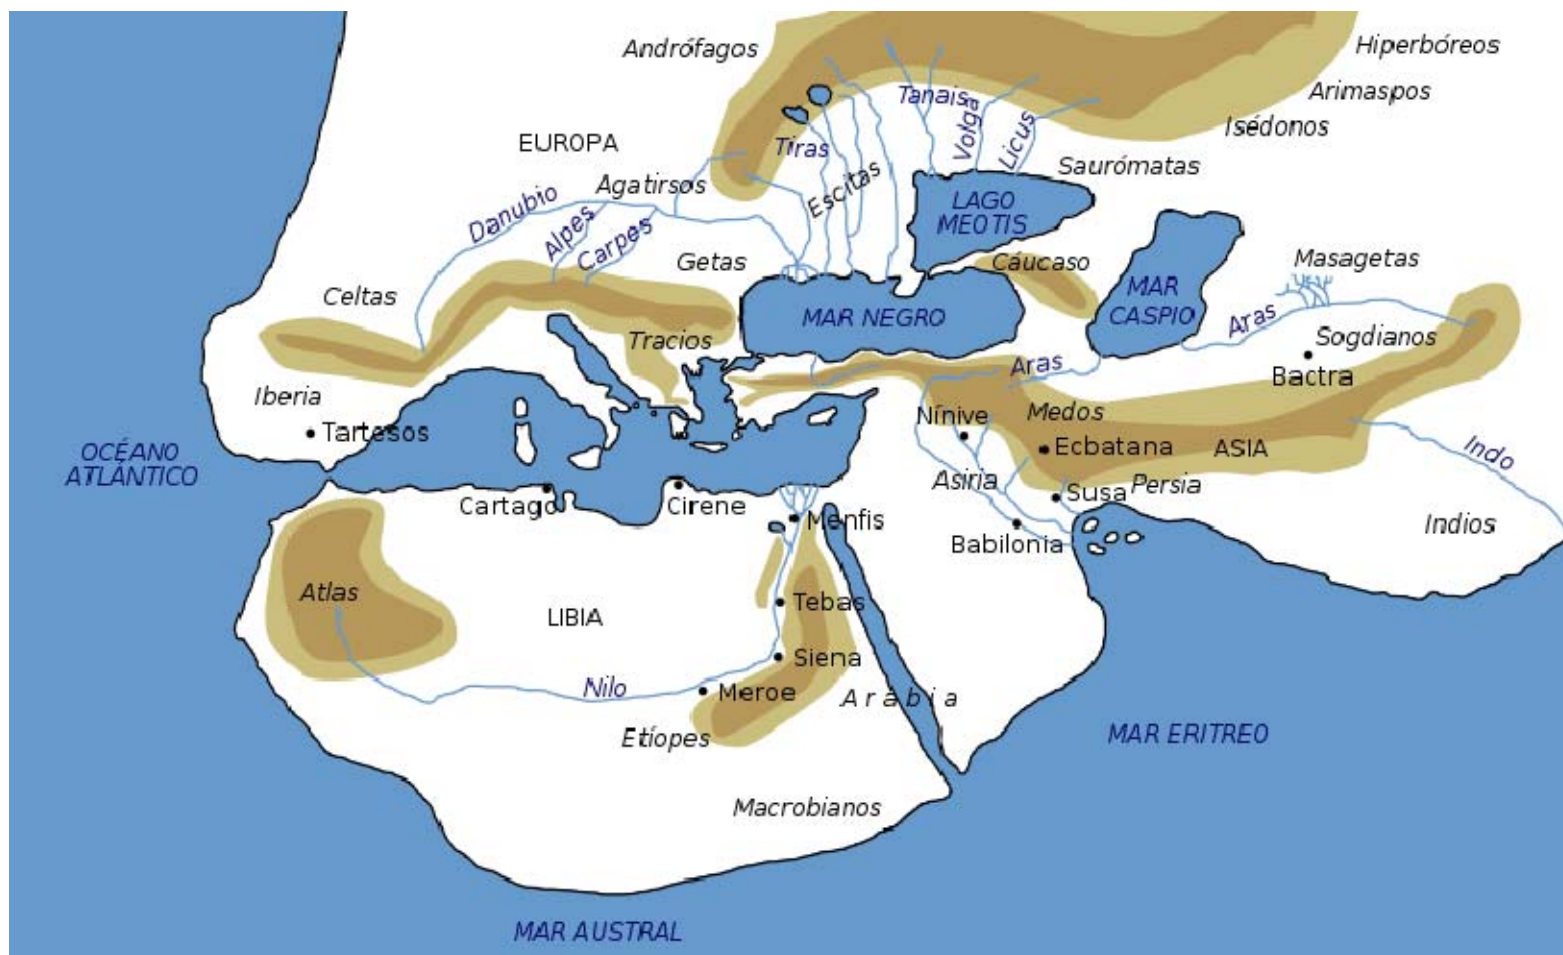 Andrófagos
Hiperbóreos
Arimaspos
Isédonos
Tanais
Volga
Licus
EUROPA
Tiras
Saurómatas
Agatirsos
Escitas
Danubio
Alpes
Carpes
LAGO
MEOTIS
Getas
Cáucaso
Masagetas
Celtas
MAR
CASPIO
MAR NEGRO
Aras
Tracios
Sogdianos
Aras
Bactra
Iberia
Nínive
Medos
Tartesos
Ecbatana
ASIA
Indo
OCÉANO
ATLÁNTICO
Asiria
Susa
Persia
Cartago
Cirene
Menfis
Indios
Babilonia
Atlas
Tebas
LIBIA
Siena
Nilo
Meroe
Arabia
Etíopes
MAR ERITREO
Macrobianos
MAR AUSTRAL